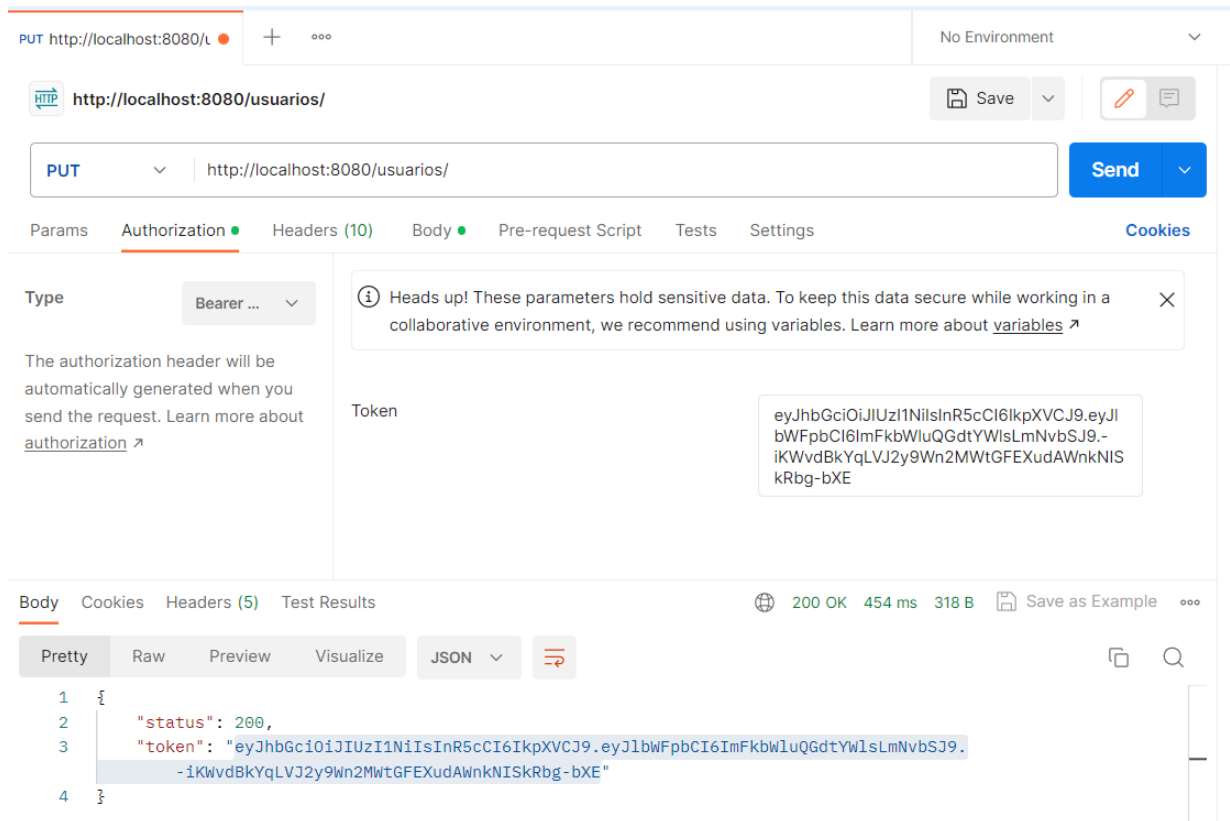 PUT http://localhost:8080/u
No Environment
HTTP http://localhost:8080/usuarios/
Save
PUT http://localhost:8080/usuarios/
Send
Params Authorization Headers (10) Body Pre-request Script Tests Settings Cookies
Type Bearer ...
The authorization header will be
automatically generated when you
send the request. Learn more about
authorization ↗
Heads up! These parameters hold sensitive data. To keep this data secure while working in a
collaborative environment, we recommend using variables. Learn more about variables ↗
Token
eyJhbGciOiJIUzI1NiIsInR5cCI6IkpXVCJ9.eyJl
bWFpbCI6ImFkbWluQGdtYWlsLmNvbSJ9.-
iKWvdBkYqLVJ2y9Wn2MWtGFEXudAWnkNISkRbg-bXE
Body Cookies Headers (5) Test Results 200 OK 454 ms 318 B Save as Example
Pretty Raw Preview Visualize JSON
1 {
2 "status": 200,
3 "token": "eyJhbGciOiJIUzI1NiIsInR5cCI6IkpXVCJ9.eyJlbWFpbCI6ImFkbWluQGdtYWlsLmNvbSJ9.
-iKWvdBkYqLVJ2y9Wn2MWtGFEXudAWnkNISkRbg-bXE"
4 }